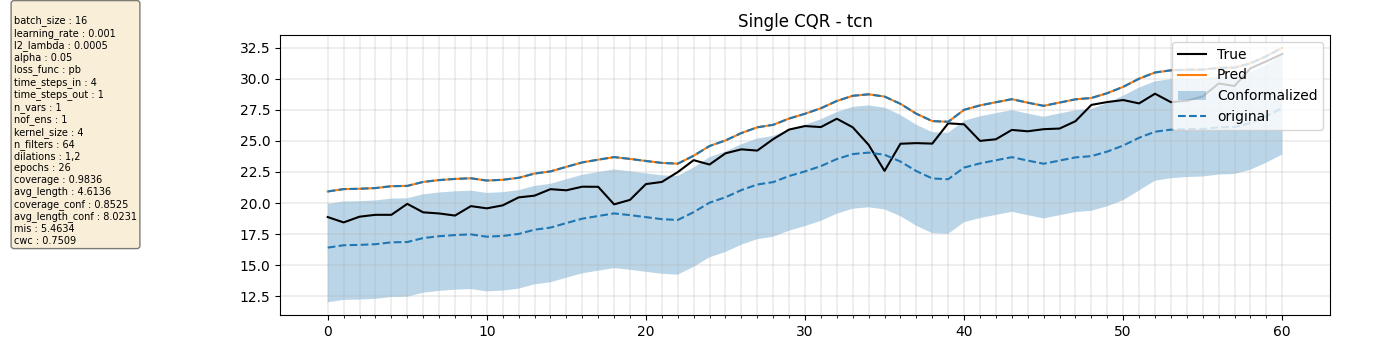 Single CQR - tcn
batch_size : 16
learning_rate : 0.001
l2_lambda : 0.0005
alpha : 0.05
loss_func : pb
time_steps_in : 4
time_steps_out : 1
n_vars : 1
nof_ens : 1
kernel_size : 4
n_filters : 64
dilations : 1,2
epochs : 26
coverage : 0.9836
avg_length : 4.6136
coverage_conf : 0.8525
avg_length_conf : 8.0231
mis : 5.4634
cwc : 0.7509
32.5
30.0
27.5
25.0
22.5
20.0
17.5
15.0
12.5
0 10 20 30 40 50 60
True
Pred
Conformalized
original